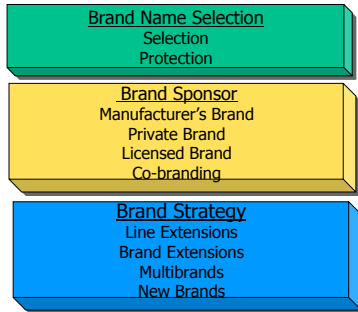 Brand Name Selection
Selection
Protection
Brand Sponsor
Manufacturer's Brand
Private Brand
Licensed Brand
Co-branding
Brand Strategy
Line Extensions
Brand Extensions
Multibrands
New Brands